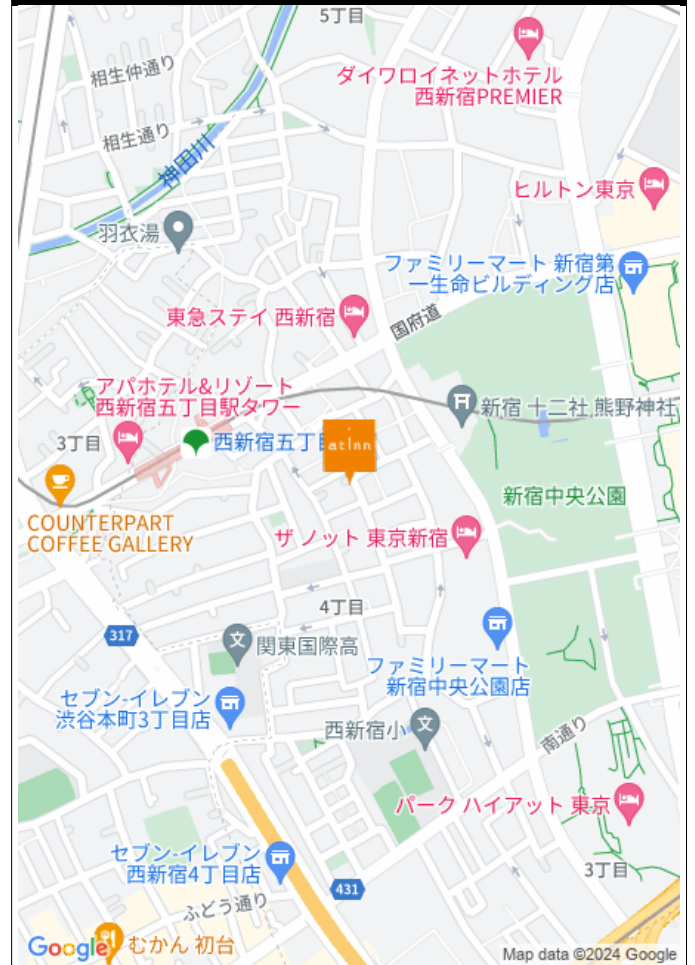 5丁目
相生仲通り
ダイワロイネットホテル
西新宿PREMIER
相生通り
神田川
ヒルトン東京
羽衣湯
ファミリーマート 新宿第
一生命ビルディング店
東急ステイ 西新宿
国府道
アパホテル&リゾート
西新宿五丁目駅タワー
新宿 十二社 熊野神社
3丁目
西新宿五丁目
at Inn
新宿中央公園
COUNTERPART
COFFEE GALLERY
ザ ノット 東京新宿
4丁目
317
関東国際高
ファミリーマート
新宿中央公園店
セブン-イレブン
渋谷本町3丁目店
西新宿小
南通り
パーク ハイアット 東京
セブン-イレブン
西新宿4丁目店
3丁目
431
ふどう通り
Google
むかん 初台
Map data ©2024 Google